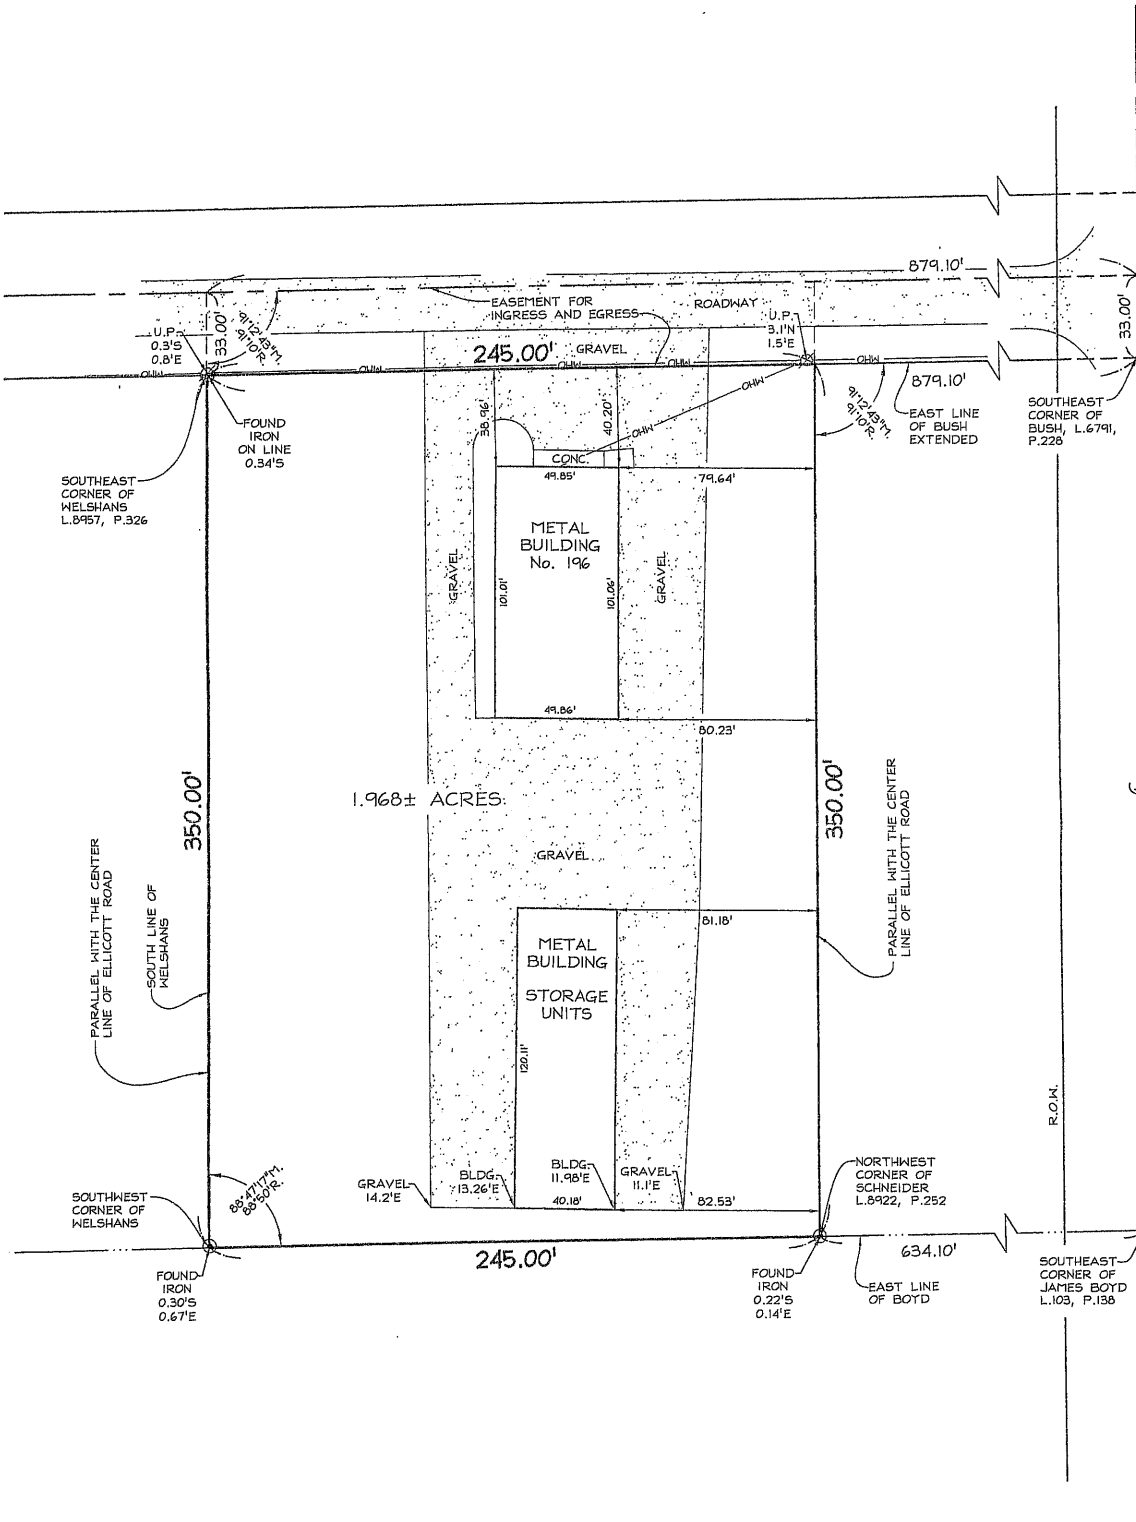 879.10'
EASEMENT FOR
INGRESS AND EGRESS
ROADWAY
U.P.
3.1'N
1.5'E
U.P.
0.3'S
0.8'E
33.00'
91°12'43"M.
91°10'R.
33.00'
245.00'
GRAVEL
OHW
OHW
OHW
OHW
OHW
OHW
OHW
879.10'
FOUND
IRON
ON LINE
0.34'S
38.96'
40.20'
91°12'43"M.
91°10'R.
EAST LINE
OF BUSH
EXTENDED
SOUTHEAST
CORNER OF
BUSH, L.6791,
P.228
SOUTHEAST
CORNER OF
WELSHANS
L.8957, P.326
CONC.
49.85'
79.64'
METAL
BUILDING
No. 196
GRAVEL
GRAVEL
101.01'
101.06'
49.86'
80.23'
350.00'
350.00'
1.968± ACRES
PARALLEL WITH THE CENTER
LINE OF ELLICOTT ROAD
SOUTH LINE OF
WELSHANS
PARALLEL WITH THE CENTER
LINE OF ELLICOTT ROAD
GRAVEL
81.18'
METAL
BUILDING
STORAGE
UNITS
120.11'
R.O.W.
88°47'17"M.
88°50'R.
GRAVEL
14.2'E
BLDG.
13.26'E
BLDG.
11.98'E
GRAVEL
11.1'E
40.18'
82.53'
NORTHWEST
CORNER OF
SCHNEIDER
L.8922, P.252
SOUTHWEST
CORNER OF
WELSHANS
245.00'
634.10'
FOUND
IRON
0.30'S
0.67'E
FOUND
IRON
0.22'S
0.14'E
EAST LINE
OF BOYD
SOUTHEAST
CORNER OF
JAMES BOYD
L.103, P.138